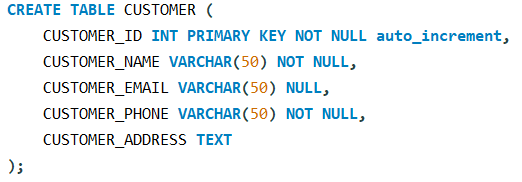 CREATE TABLE CUSTOMER (
    CUSTOMER_ID INT PRIMARY KEY NOT NULL auto_increment,
    CUSTOMER_NAME VARCHAR(50) NOT NULL,
    CUSTOMER_EMAIL VARCHAR(50) NULL,
    CUSTOMER_PHONE VARCHAR(50) NOT NULL,
    CUSTOMER_ADDRESS TEXT
);